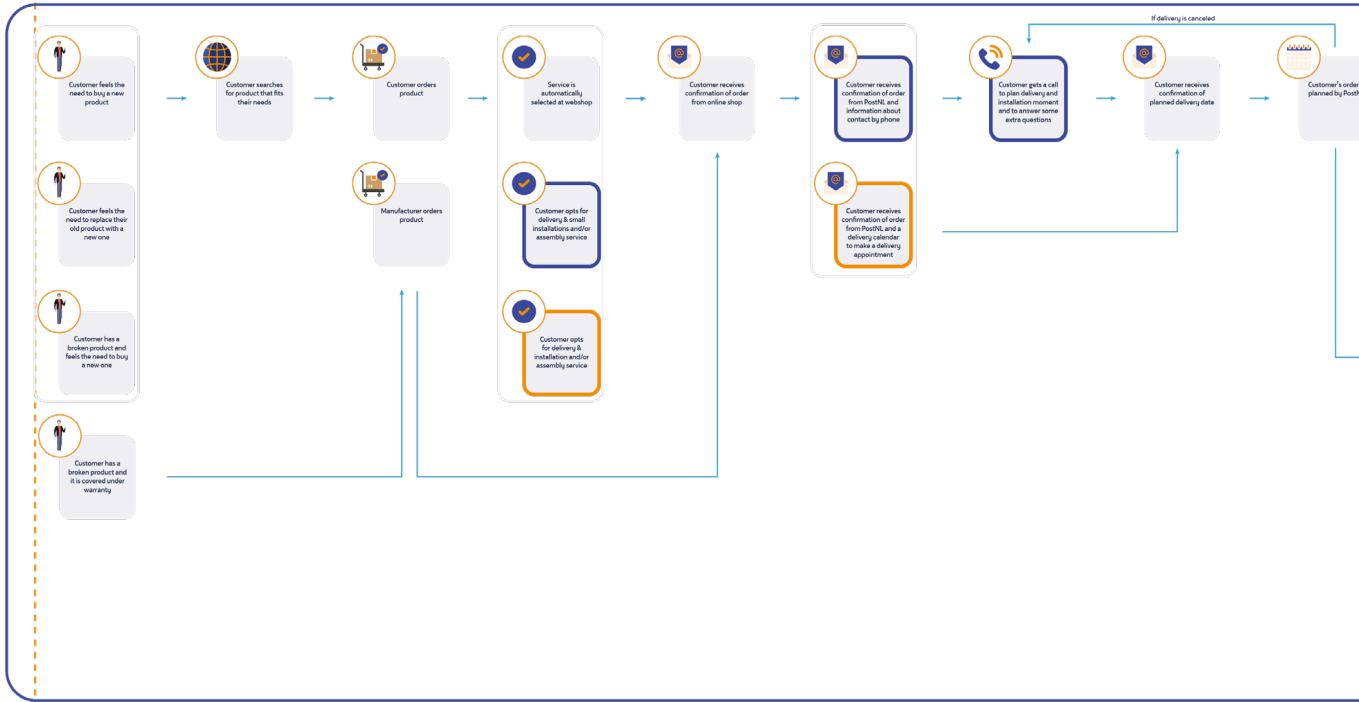 If delivery is canceled
Customer feels the
need to buy a new
product
Customer searches
for product that fits
their needs
Customer orders
product
Service is
automatically
selected at webshop
Customer receives
confirmation of order
from online shop
Customer receives
confirmation of order
from PostNL and
information about
contact by phone
Customer gets a call
to plan delivery and
installation moment
and to answer some
extra questions
Customer receives
confirmation of
planned delivery date
Customer's order
planned by PostN
Customer feels the
need to replace their
old product with a
new one
Manufacturer orders
product
Customer opts for
delivery & small
installations and/or
assembly service
Customer receives
confirmation of order
from PostNL and a
delivery calendar
to make a delivery
appointment
Customer has a
broken product and
feels the need to buy
a new one
Customer opts
for delivery &
installation and/or
assembly service
Customer has a
broken product and
it is covered under
warranty